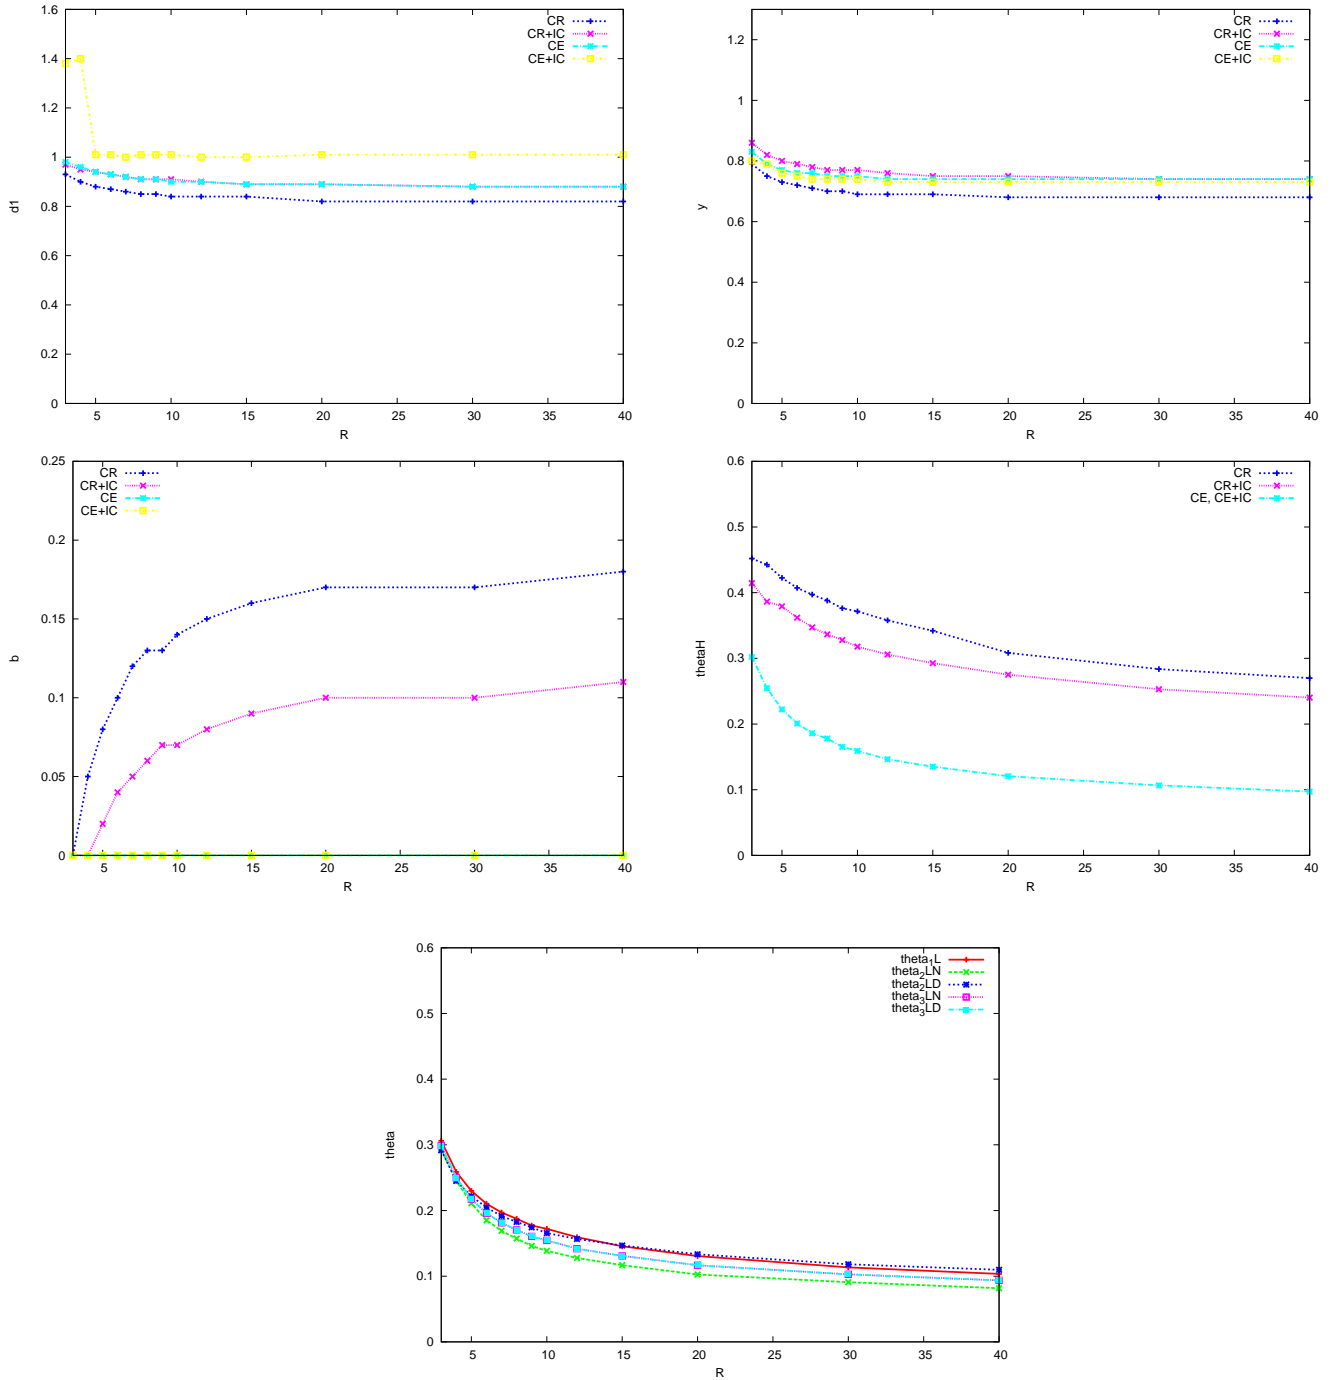 1.6
1.4
1.2
1
0.8
0.6
0.4
0.2
0
d1
CR
CR+IC
CE
CE+IC
5 10 15 20 25 30 35 40
R
1.2
1
0.8
0.6
0.4
0.2
0
y
CR
CR+IC
CE
CE+IC
5 10 15 20 25 30 35 40
R
0.25
0.2
0.15
0.1
0.05
0
b
CR
CR+IC
CE
CE+IC
5 10 15 20 25 30 35 40
R
0.6
0.5
0.4
0.3
0.2
0.1
0
thetaH
CR
CR+IC
CE, CE+IC
5 10 15 20 25 30 35 40
R
0.6
0.5
0.4
0.3
0.2
0.1
0
theta
theta₁L
theta₂LN
theta₂LD
theta₃LN
theta₃LD
5 10 15 20 25 30 35 40
R